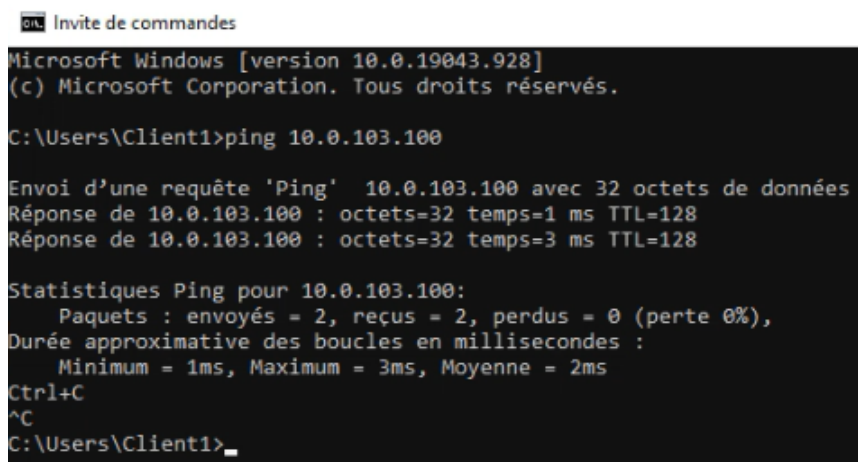 Invite de commandes
Microsoft Windows [version 10.0.19043.928]
(c) Microsoft Corporation. Tous droits réservés.
C:\Users\Client1>ping 10.0.103.100
Envoi d’une requête 'Ping'  10.0.103.100 avec 32 octets de données
Réponse de 10.0.103.100 : octets=32 temps=1 ms TTL=128
Réponse de 10.0.103.100 : octets=32 temps=3 ms TTL=128
Statistiques Ping pour 10.0.103.100:
    Paquets : envoyés = 2, reçus = 2, perdus = 0 (perte 0%),
Durée approximative des boucles en millisecondes :
    Minimum = 1ms, Maximum = 3ms, Moyenne = 2ms
Ctrl+C
^C
C:\Users\Client1>_